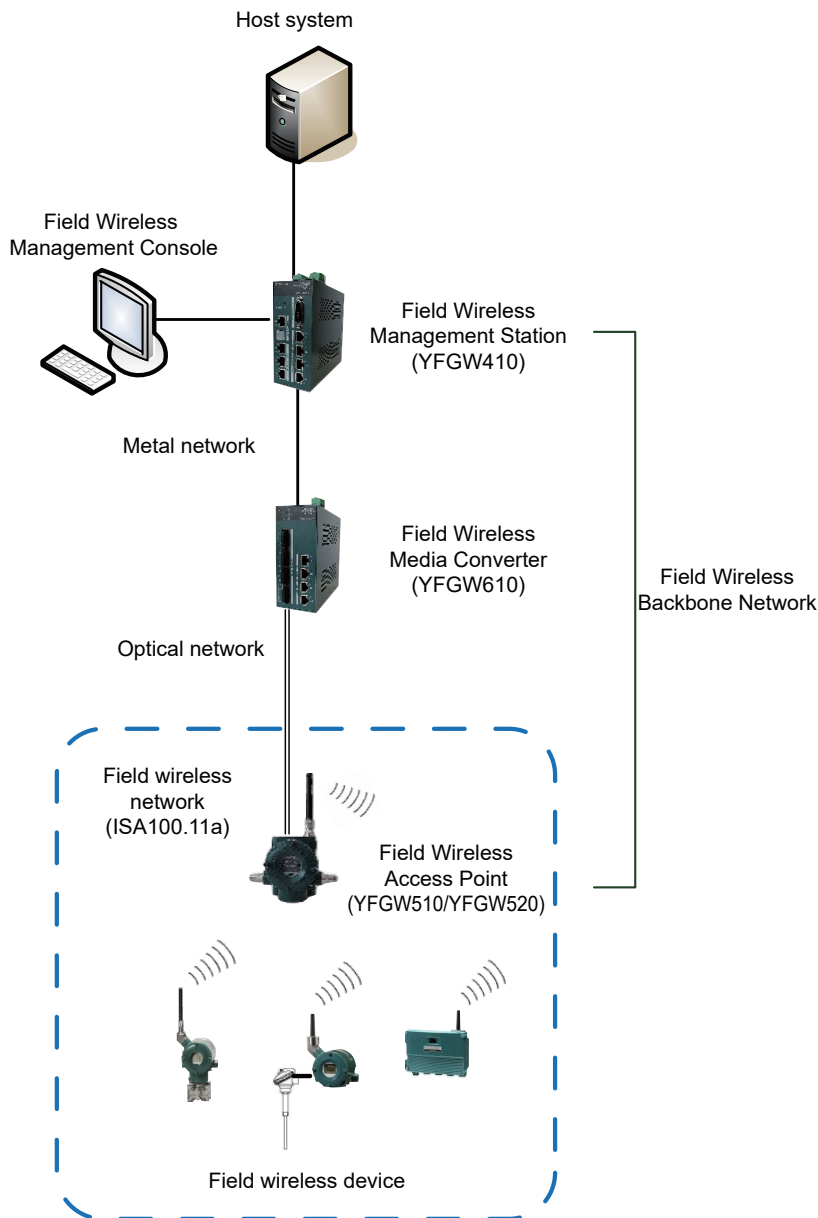 Host system
Field Wireless
Management Console
Field Wireless
Management Station
(YFGW410)
Metal network
Field Wireless
Media Converter
(YFGW610)
Field Wireless
Backbone Network
Optical network
Field wireless
network
(ISA100.11a)
Field Wireless
Access Point
(YFGW510/YFGW520)
Field wireless device